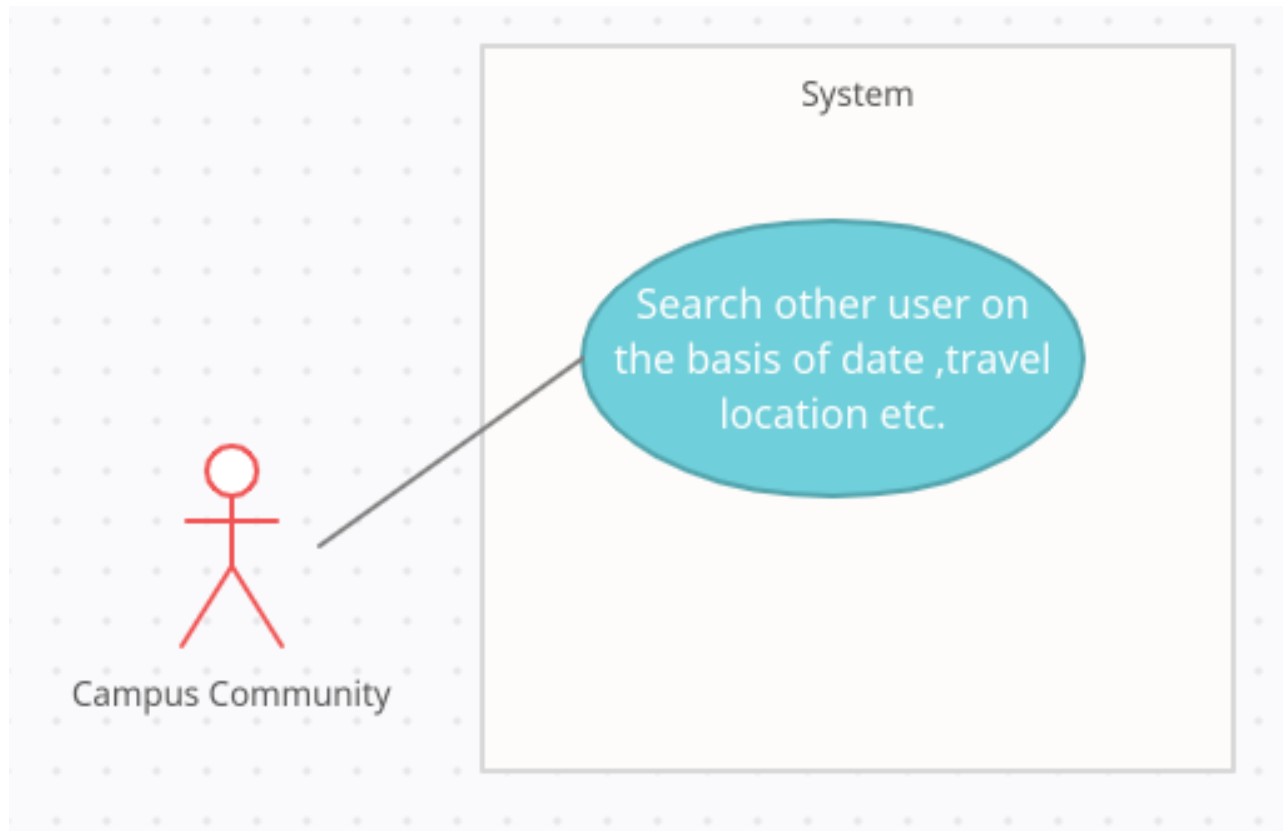 System
Search other user on
the basis of date ,travel
location etc.
Campus Community